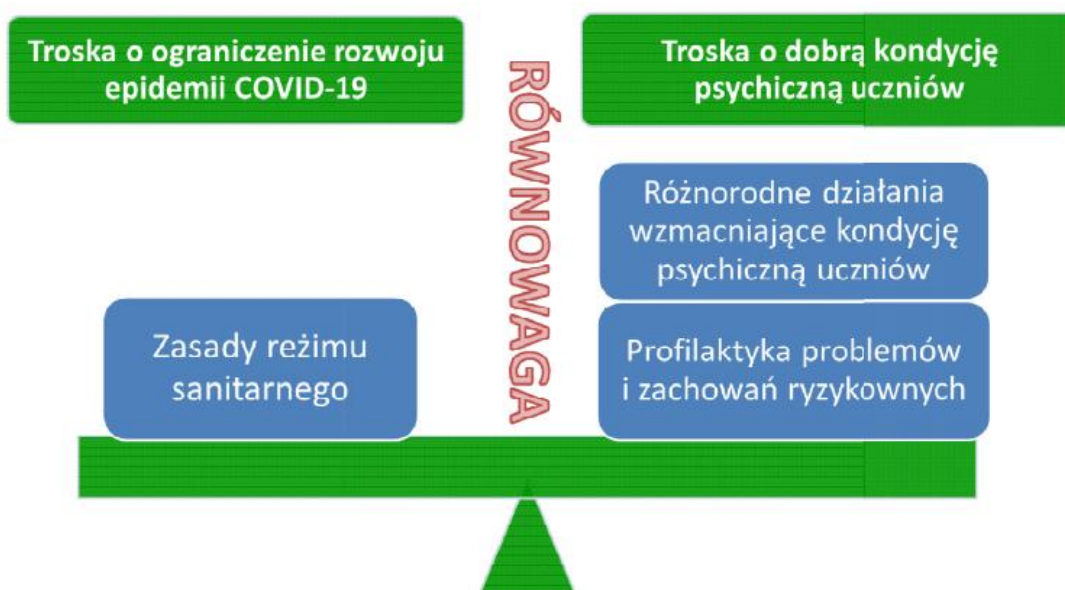 Troska o ograniczenie rozwoju
epidemii COVID-19
Troska o dobrą kondycję
psychiczną uczniów
RÓWNOWAGA
Różnorodne działania
wzmacniające kondycję
psychiczną uczniów
Zasady reżimu
sanitarnego
Profilaktyka problemów
i zachowań ryzykownych